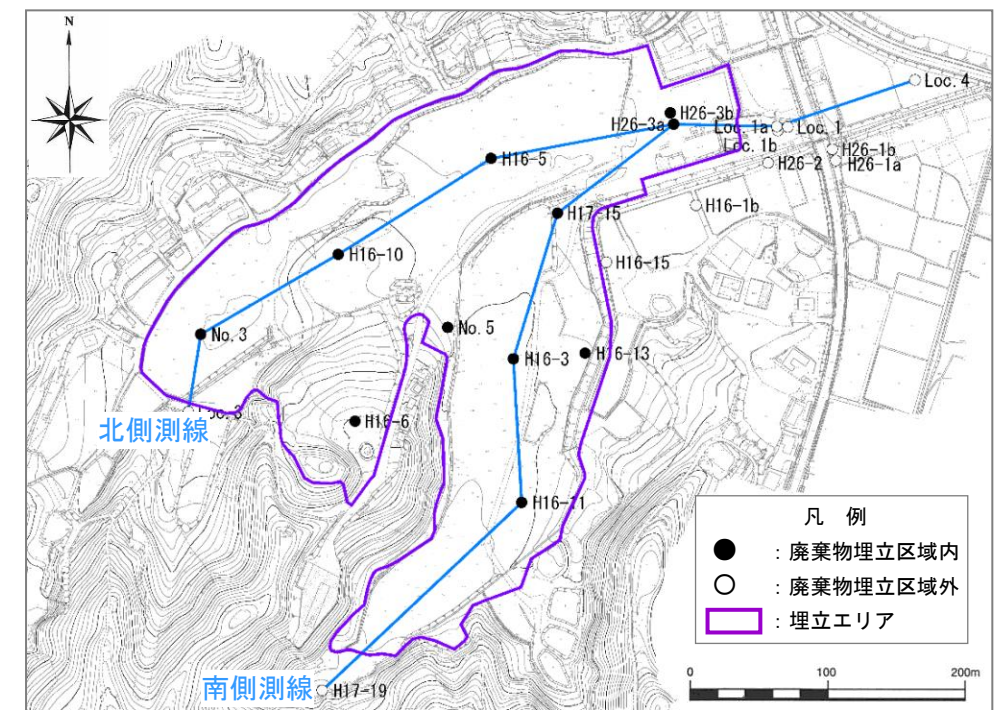 N
Loc. 4
H26-3b
H26-3a
Loc. 1a
Loc. 1
Loc. 1b
H26-1b
H26-2
H26-1a
H16-5
H16-1b
H17-15
H16-10
H16-15
No. 3
No. 5
H16-3
H16-13
Loc. 3
北側測線
H16-6
H16-11
凡 例
● : 廃棄物埋立区域内
○ : 廃棄物埋立区域外
: 埋立エリア
南側測線
H17-19
0 100 200m